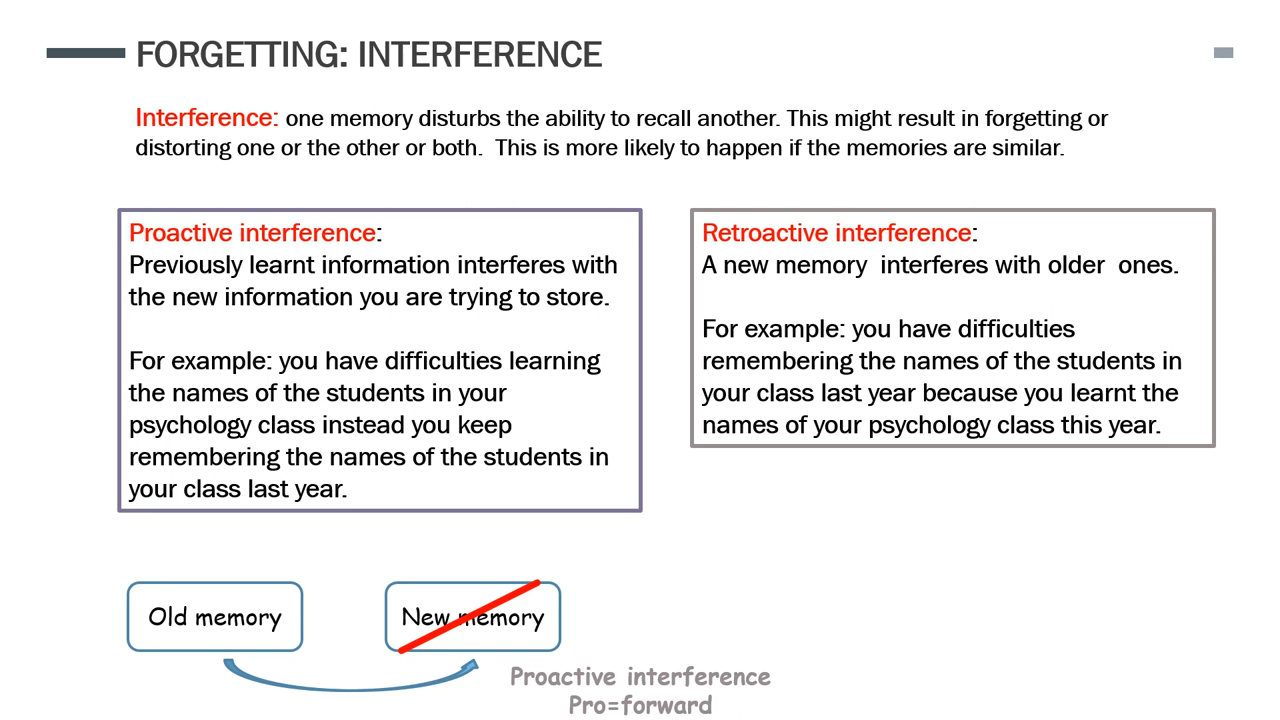 FORGETTING: INTERFERENCE
Interference: one memory disturbs the ability to recall another. This might result in forgetting or
distorting one or the other or both.  This is more likely to happen if the memories are similar.
Proactive interference:
Previously learnt information interferes with
the new information you are trying to store.
For example: you have difficulties learning
the names of the students in your
psychology class instead you keep
remembering the names of the students in
your class last year.
Retroactive interference:
A new memory  interferes with older  ones.
For example: you have difficulties
remembering the names of the students in
your class last year because you learnt the
names of your psychology class this year.
Old memory
New memory
Proactive interference
Pro=forward